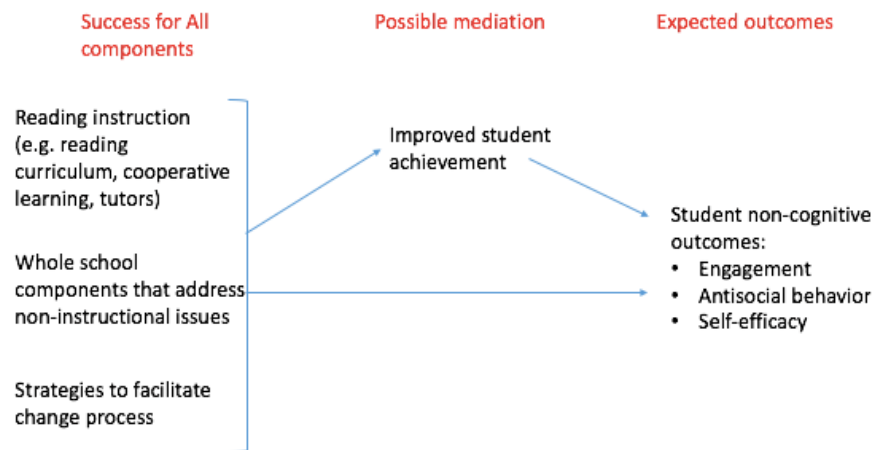 Success for All
components
Possible mediation
Expected outcomes
Reading instruction
(e.g. reading
curriculum, cooperative
learning, tutors)
Whole school
components that address
non-instructional issues
Strategies to facilitate
change process
Improved student
achievement
Student non-cognitive
outcomes:
• Engagement
• Antisocial behavior
• Self-efficacy